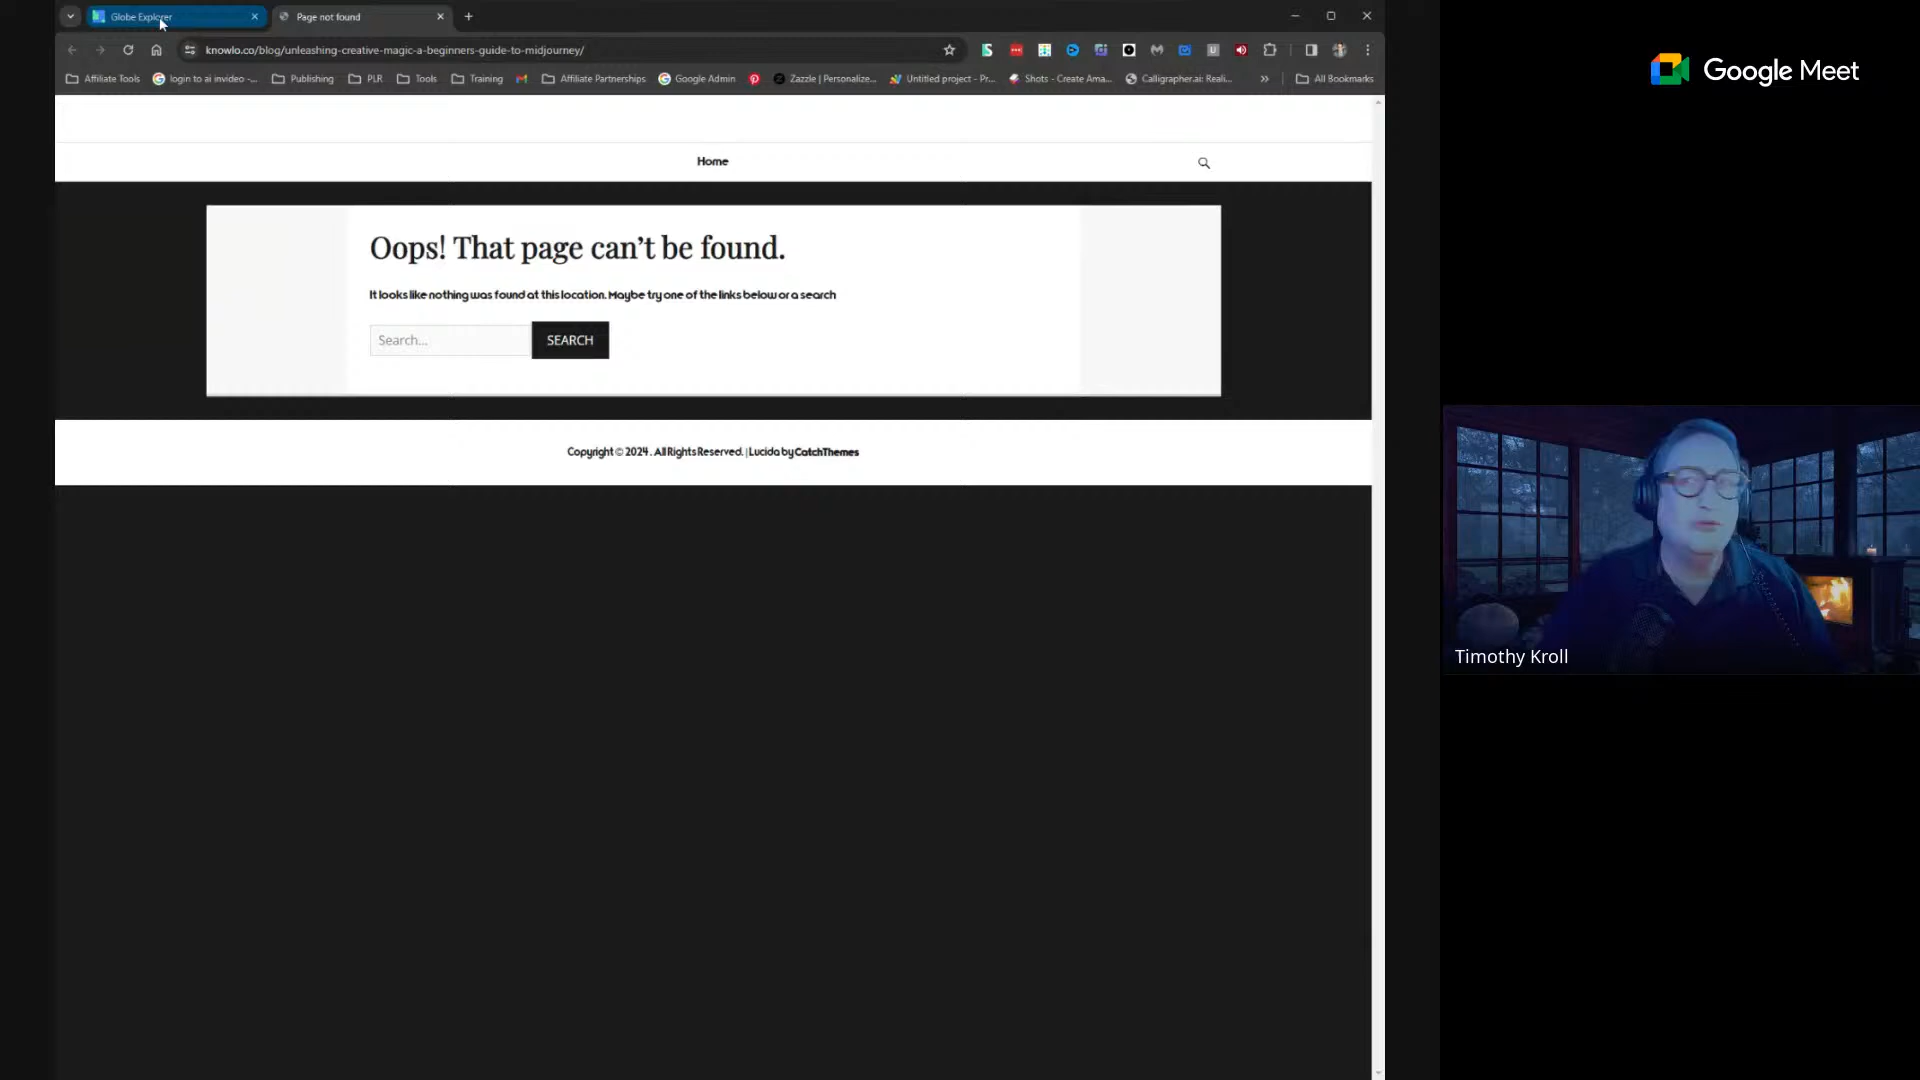 Globe Explorer
Page not found
knowlo.co/blog/unleashing-creative-magic-a-beginners-guide-to-midjourney/
Affiliate Tools
login to ai invideo -...
Publishing
PLR
Tools
Training
Affiliate Partnerships
Google Admin
Zazzle | Personalize...
Untitled project - Pr...
Shots - Create Ama...
Calligrapher.ai: Reali...
»
All Bookmarks
Home
Oops! That page can't be found.
It looks like nothing was found at this location. Maybe try one of the links below or a search
Search...
SEARCH
Copyright © 2024 . All Rights Reserved. | Lucida by CatchThemes
Google Meet
Timothy Kroll